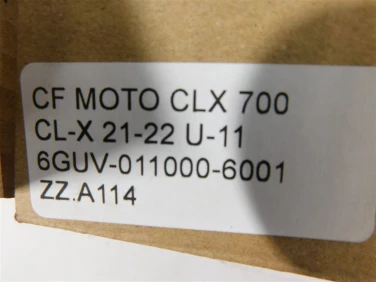 CF MOTO CLX 700
CL-X 21-22 U-11
6GUV-011000-6001
ZZ.A114